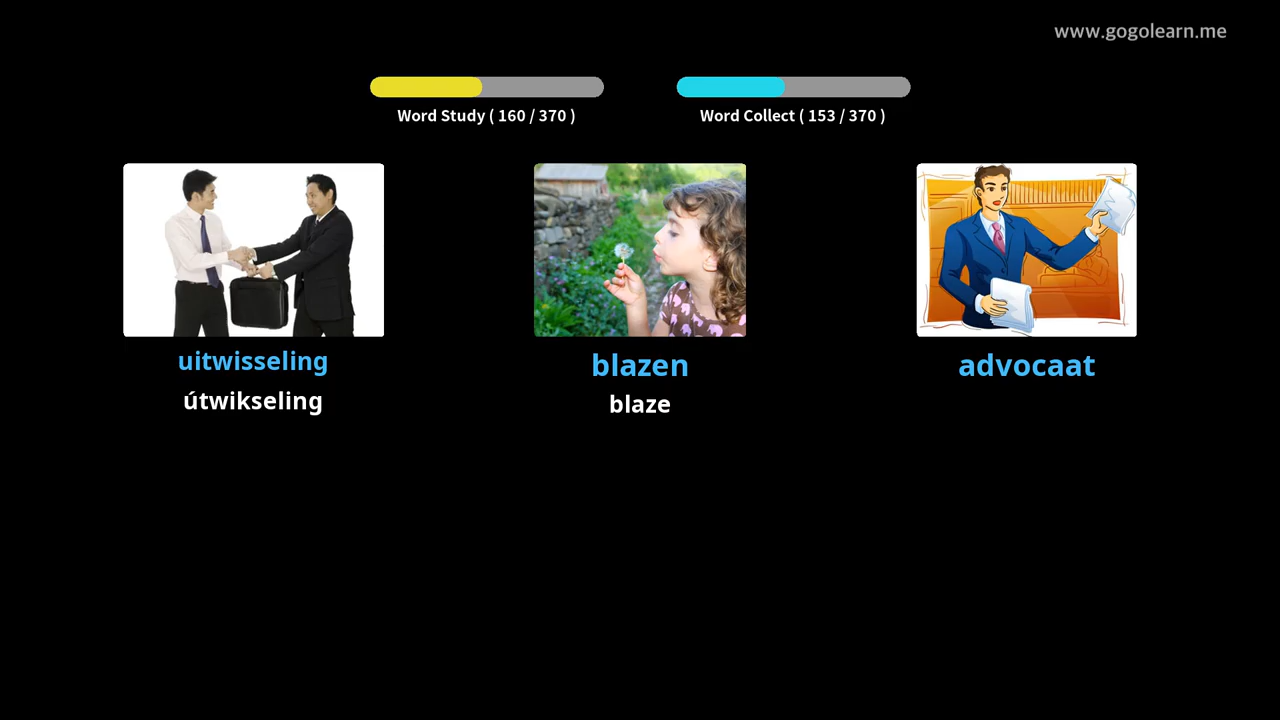 www.gogolearn.me
Word Study ( 160 / 370 )
Word Collect ( 153 / 370 )
uitwisseling
útwikseling
blazen
blaze
advocaat